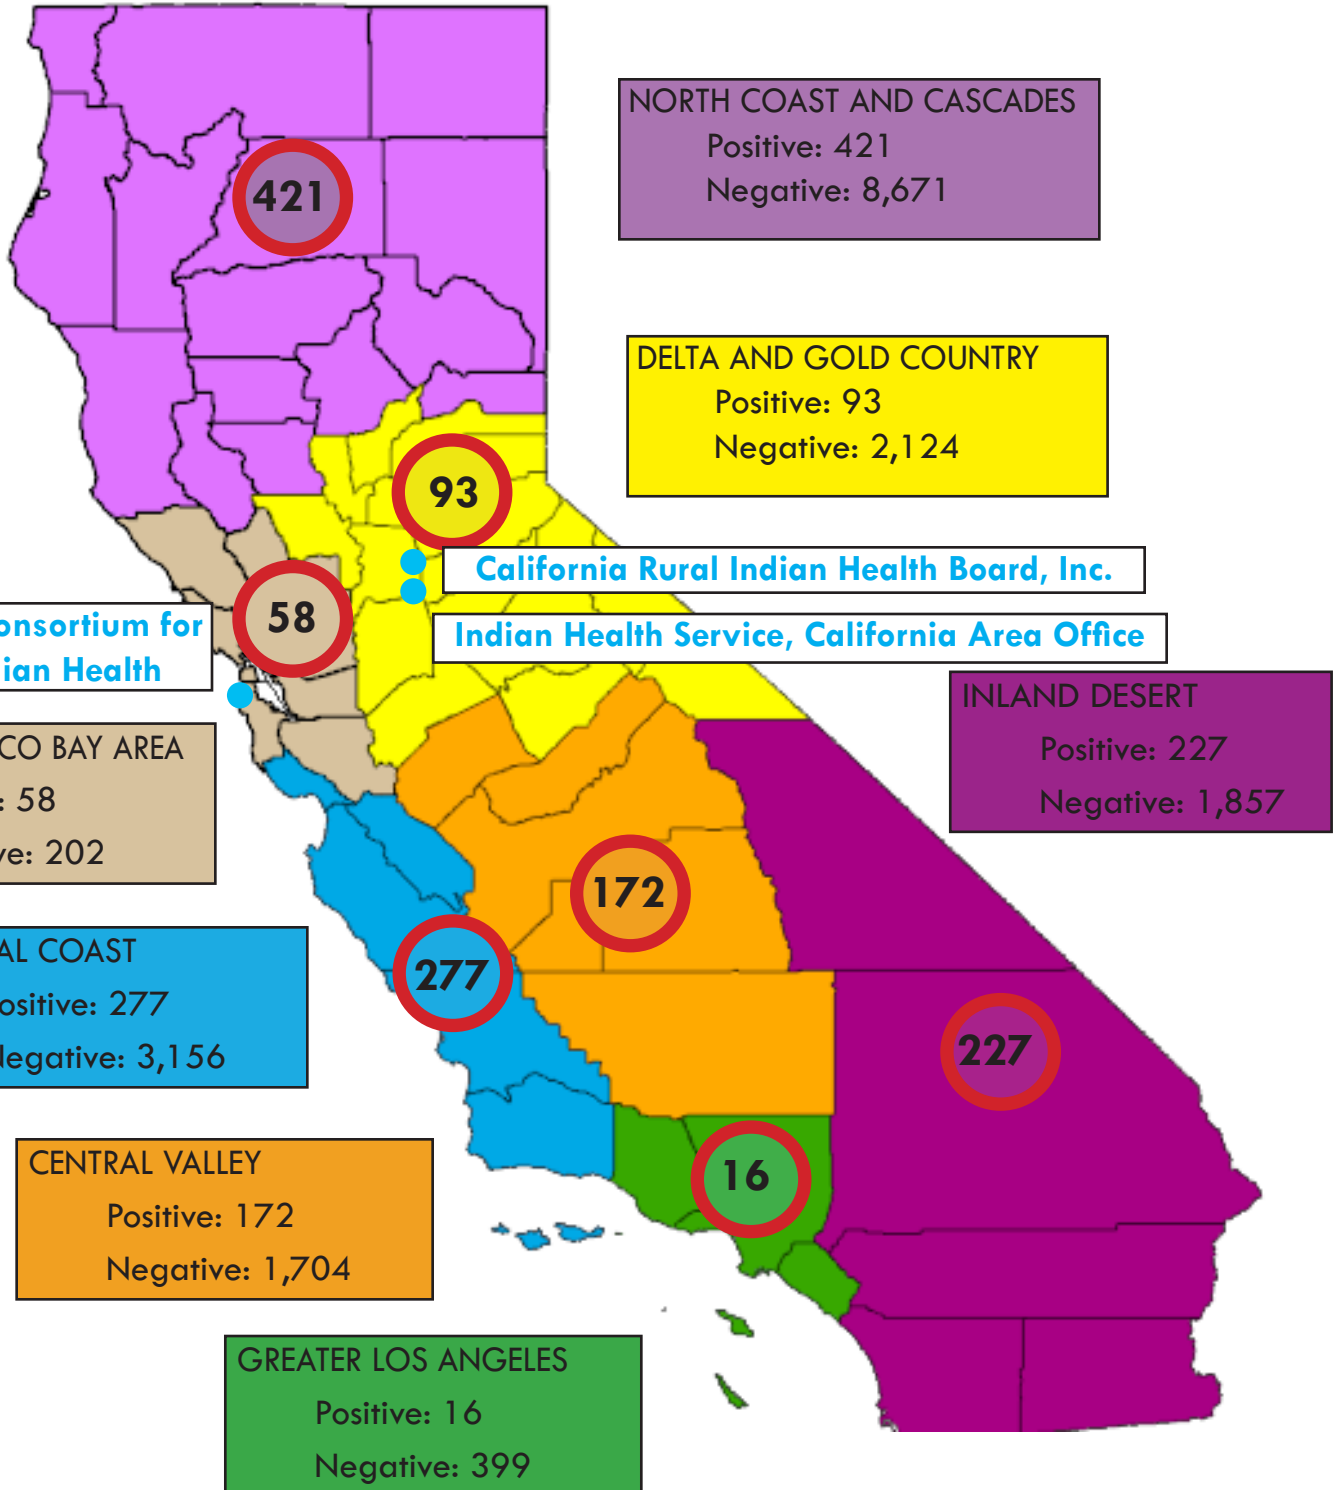 NORTH COAST AND CASCADES
Positive: 421
Negative: 8,671
421
DELTA AND GOLD COUNTRY
Positive: 93
Negative: 2,124
93
California Rural Indian Health Board, Inc.
58
onsortium for
ian Health
Indian Health Service, California Area Office
INLAND DESERT
Positive: 227
Negative: 1,857
CO BAY AREA
: 58
ve: 202
172
AL COAST
ositive: 277
Negative: 3,156
277
227
CENTRAL VALLEY
Positive: 172
Negative: 1,704
16
GREATER LOS ANGELES
Positive: 16
Negative: 399